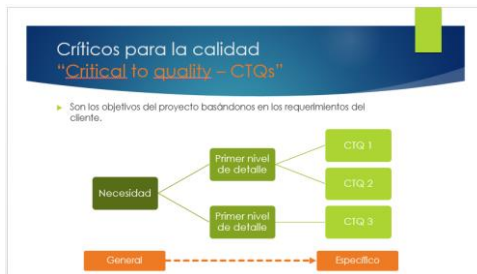 Críticos para la calidad
“Critical to quality – CTQs”
Son los objetivos del proyecto basándonos en los requerimientos del
cliente.
Necesidad
Primer nivel
de detalle
CTQ 1
CTQ 2
Primer nivel
de detalle
CTQ 3
General
Específico